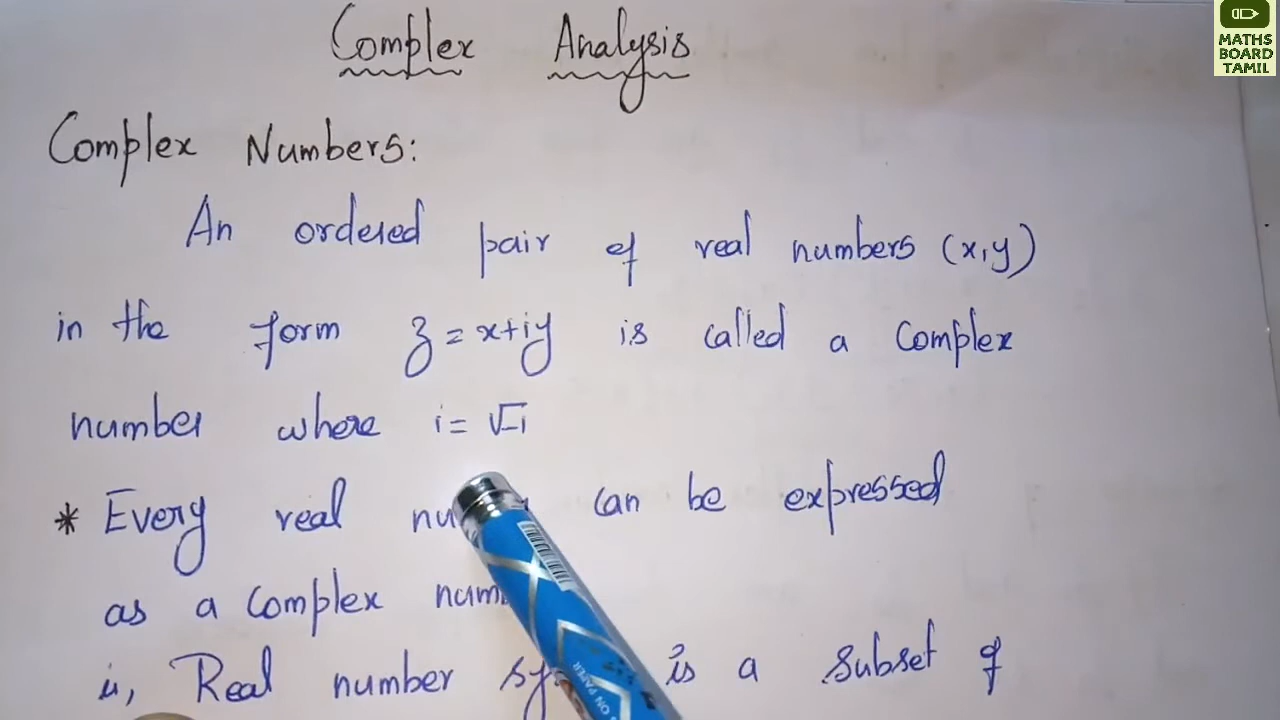 Complex Analysis
MATHS
BOARD
TAMIL
Complex Numbers:
An ordered pair of real numbers (x,y)
in the form z = x+iy is called a complex
number where i = √-1
* Every real can be expressed
as a complex
ie, Real number is a subset of